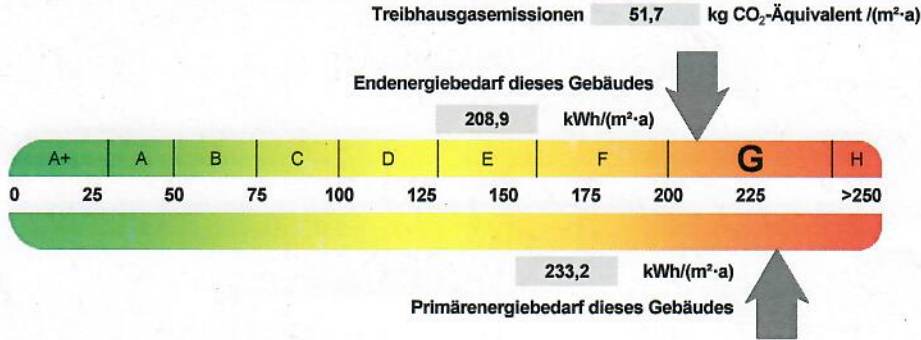 Treibhausgasemissionen 51,7 kg CO₂-Äquivalent /(m²·a)
Endenergiebedarf dieses Gebäudes
208,9 kWh/(m²·a)
A+ A B C D E F G H
0 25 50 75 100 125 150 175 200 225 >250
233,2 kWh/(m²·a)
Primärenergiebedarf dieses Gebäudes